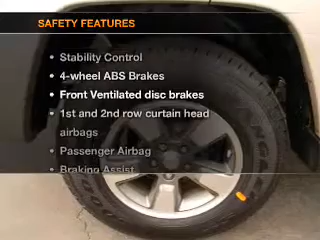 SAFETY FEATURES
• Stability Control
• 4-wheel ABS Brakes
• Front Ventilated disc brakes
• 1st and 2nd row curtain head
airbags
• Passenger Airbag
• Braking Assist